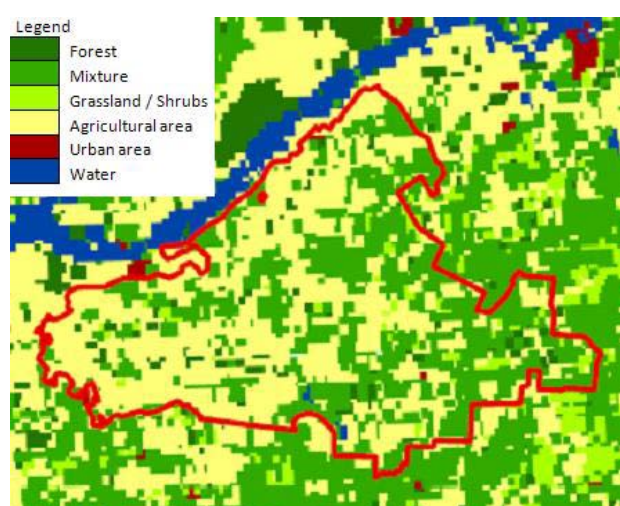 Legend
Forest
Mixture
Grassland / Shrubs
Agricultural area
Urban area
Water